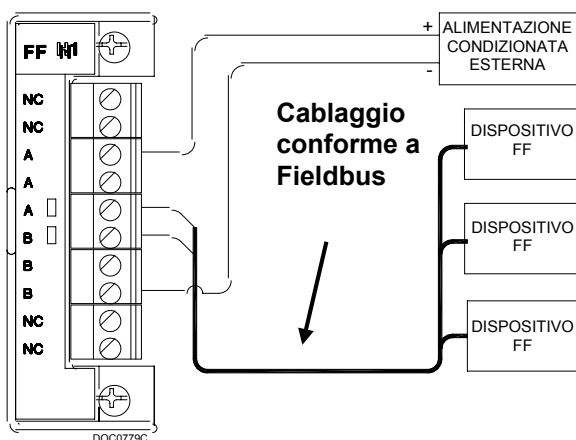 FF H1
NC
NC
A
A
A
B
B
B
NC
NC
DOC0779C
+
-
ALIMENTAZIONE
CONDIZIONATA
ESTERNA
Cablaggio
conforme a
Fieldbus
DISPOSITIVO
FF
DISPOSITIVO
FF
DISPOSITIVO
FF